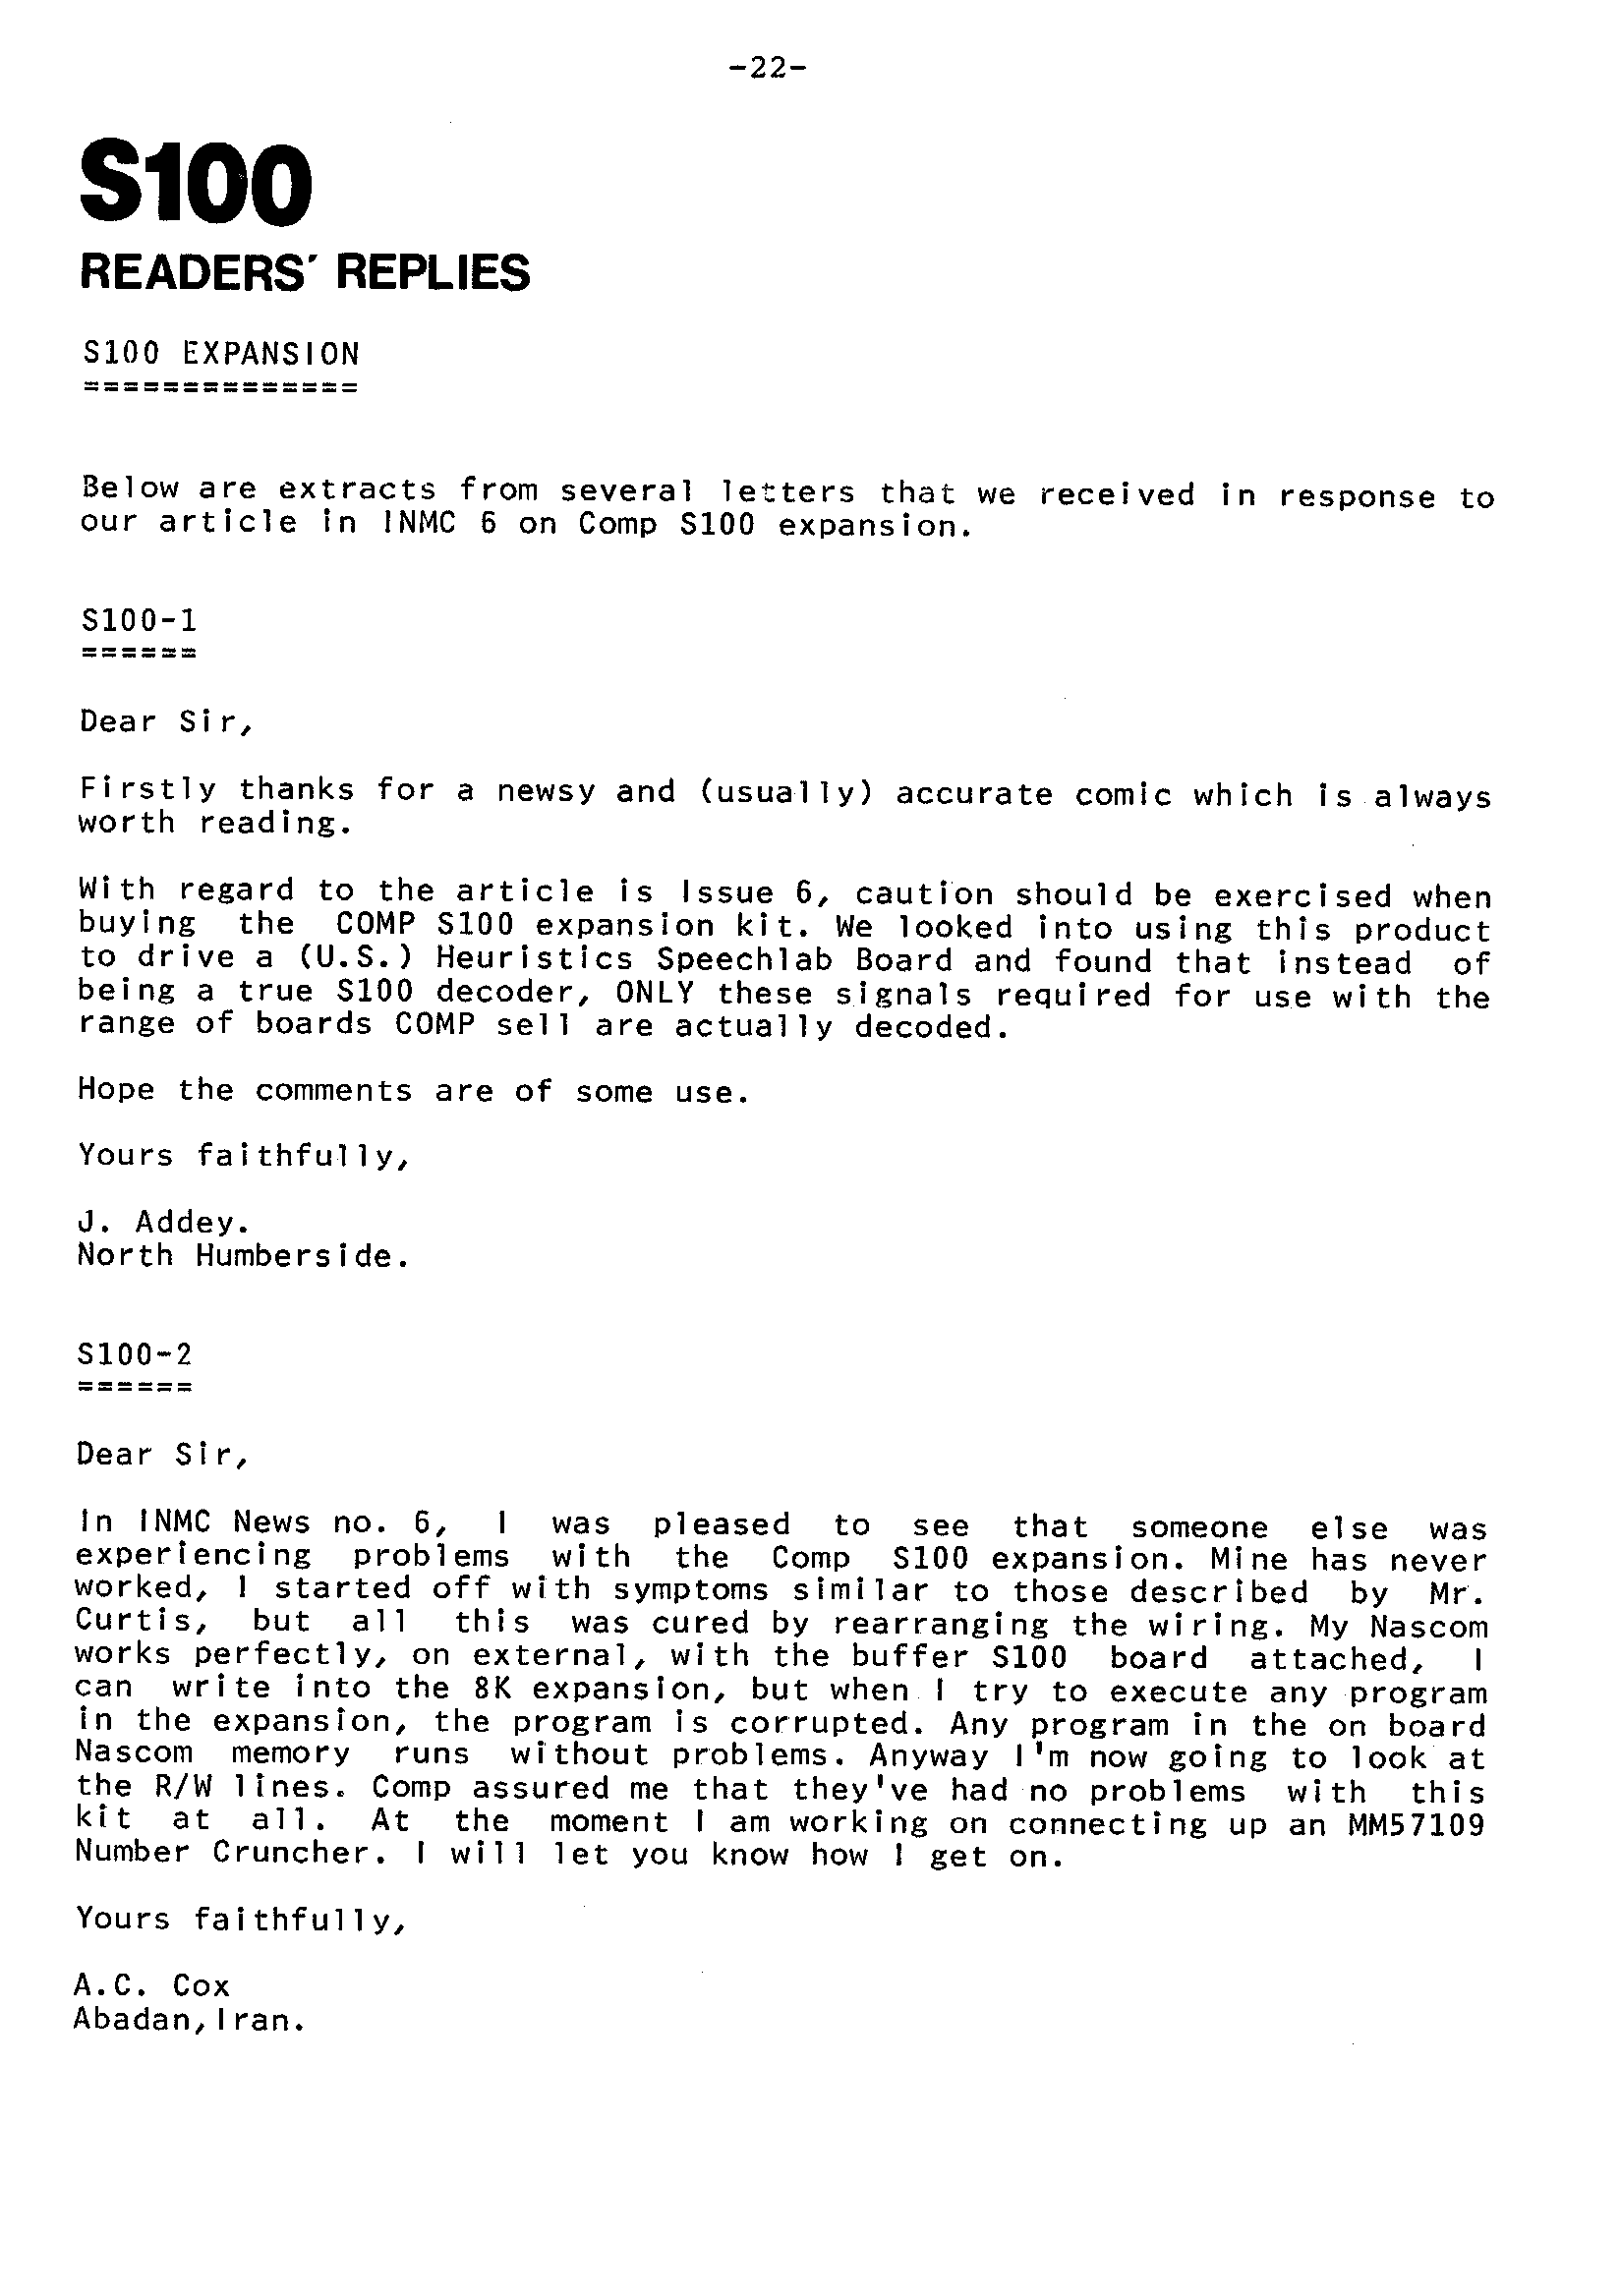 -22-
S100
READERS' REPLIES
S100 EXPANSION
==============
Below are extracts from several letters that we received in response to
our article in INMC 6 on Comp S100 expansion.
S100-1
======
Dear Sir,
Firstly thanks for a newsy and (usually) accurate comic which is always
worth reading.
With regard to the article is Issue 6, caution should be exercised when
buying the COMP S100 expansion kit. We looked into using this product
to drive a (U.S.) Heuristics Speechlab Board and found that instead of
being a true S100 decoder, ONLY these signals required for use with the
range of boards COMP sell are actually decoded.
Hope the comments are of some use.
Yours faithfully,
J. Addey.
North Humberside.
S100-2
======
Dear Sir,
In INMC News no. 6, I was pleased to see that someone else was
experiencing problems with the Comp S100 expansion. Mine has never
worked, I started off with symptoms similar to those described by Mr.
Curtis, but all this was cured by rearranging the wiring. My Nascom
works perfectly, on external, with the buffer S100 board attached, I
can write into the 8K expansion, but when I try to execute any program
in the expansion, the program is corrupted. Any program in the on board
Nascom memory runs without problems. Anyway I'm now going to look at
the R/W lines. Comp assured me that they've had no problems with this
kit at all. At the moment I am working on connecting up an MM57109
Number Cruncher. I will let you know how I get on.
Yours faithfully,
A.C. Cox
Abadan,Iran.